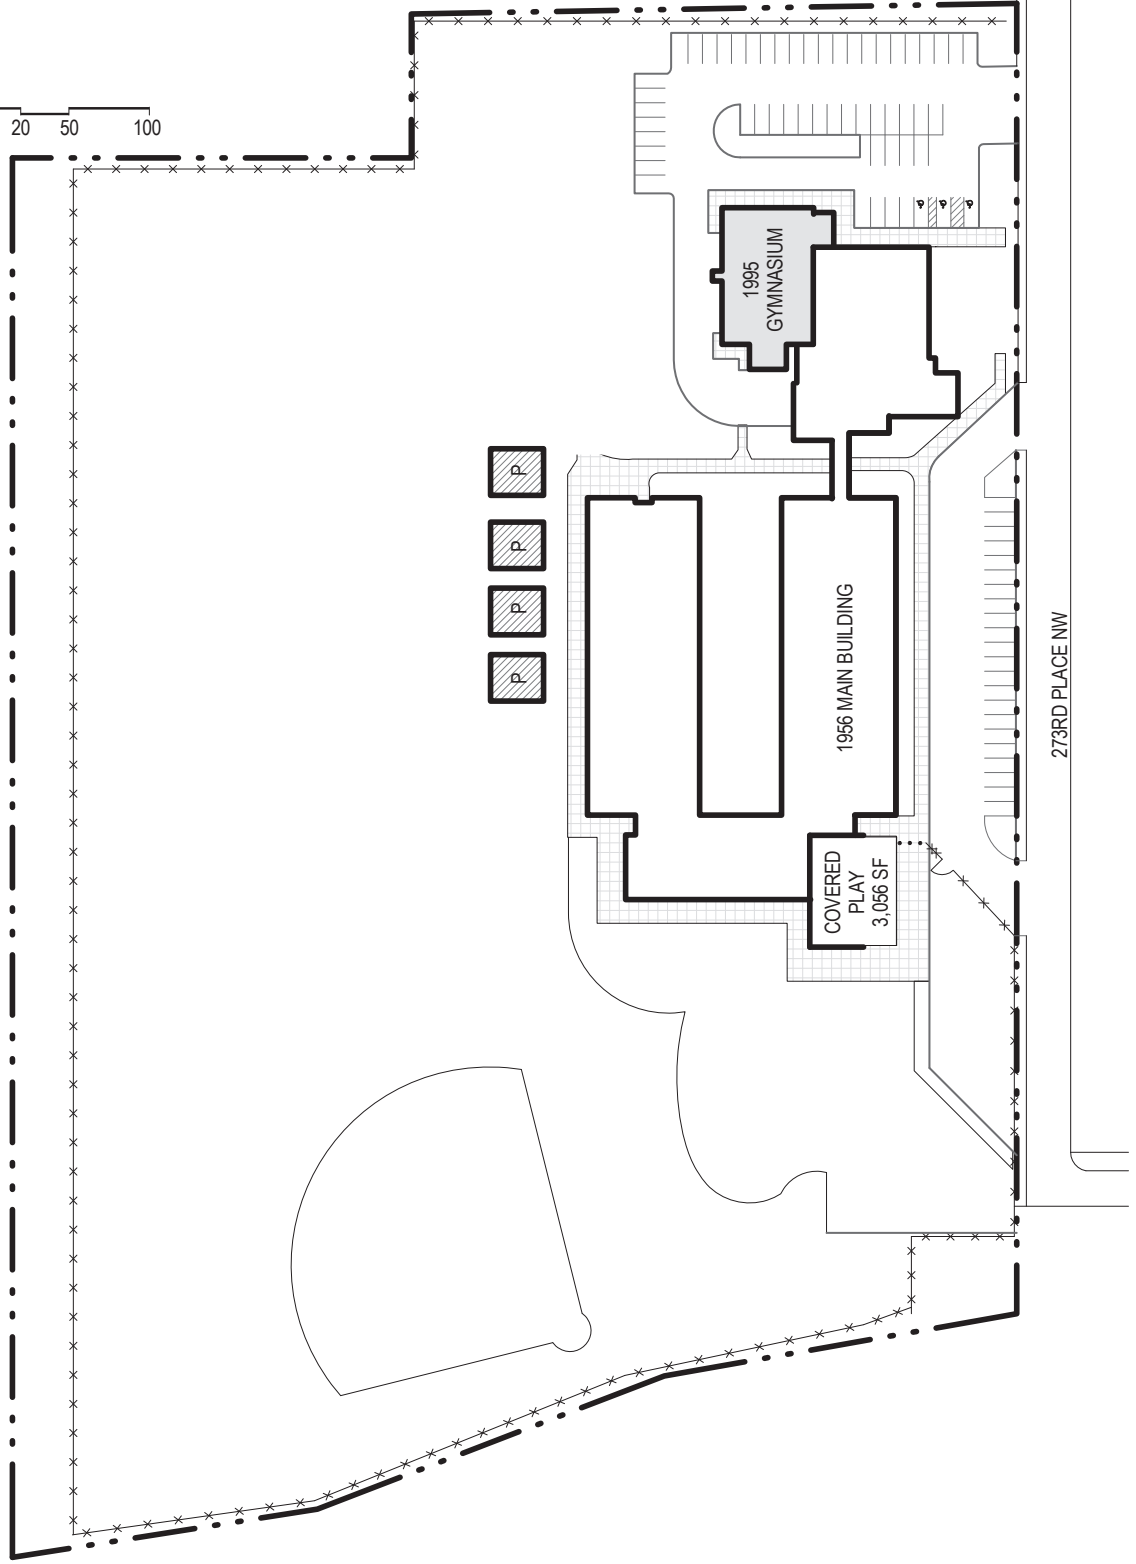 20 50 100
1995
GYMNASIUM
P
P
P
P
1956 MAIN BUILDING
273RD PLACE NW
COVERED
PLAY
3,056 SF